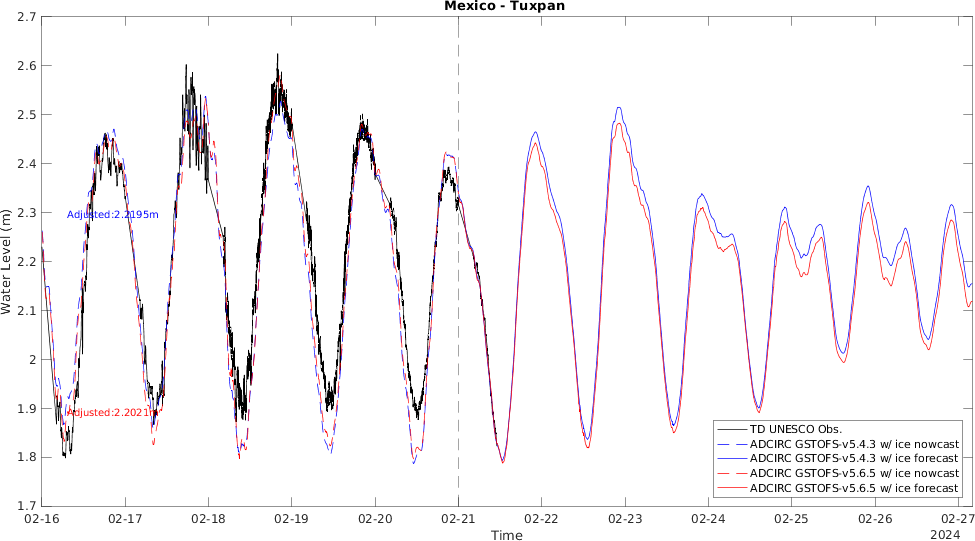 Mexico - Tuxpan
2.7
2.6
2.5
2.4
2.3
2.2
2.1
2
1.9
1.8
1.7
Water Level (m)
Adjusted:2.2195m
Adjusted:2.2021m
TD UNESCO Obs.
ADCIRC GSTOFS-v5.4.3 w/ ice nowcast
ADCIRC GSTOFS-v5.4.3 w/ ice forecast
ADCIRC GSTOFS-v5.6.5 w/ ice nowcast
ADCIRC GSTOFS-v5.6.5 w/ ice forecast
02-16 02-17 02-18 02-19 02-20 02-21 02-22 02-23 02-24 02-25 02-26 02-27
Time
2024